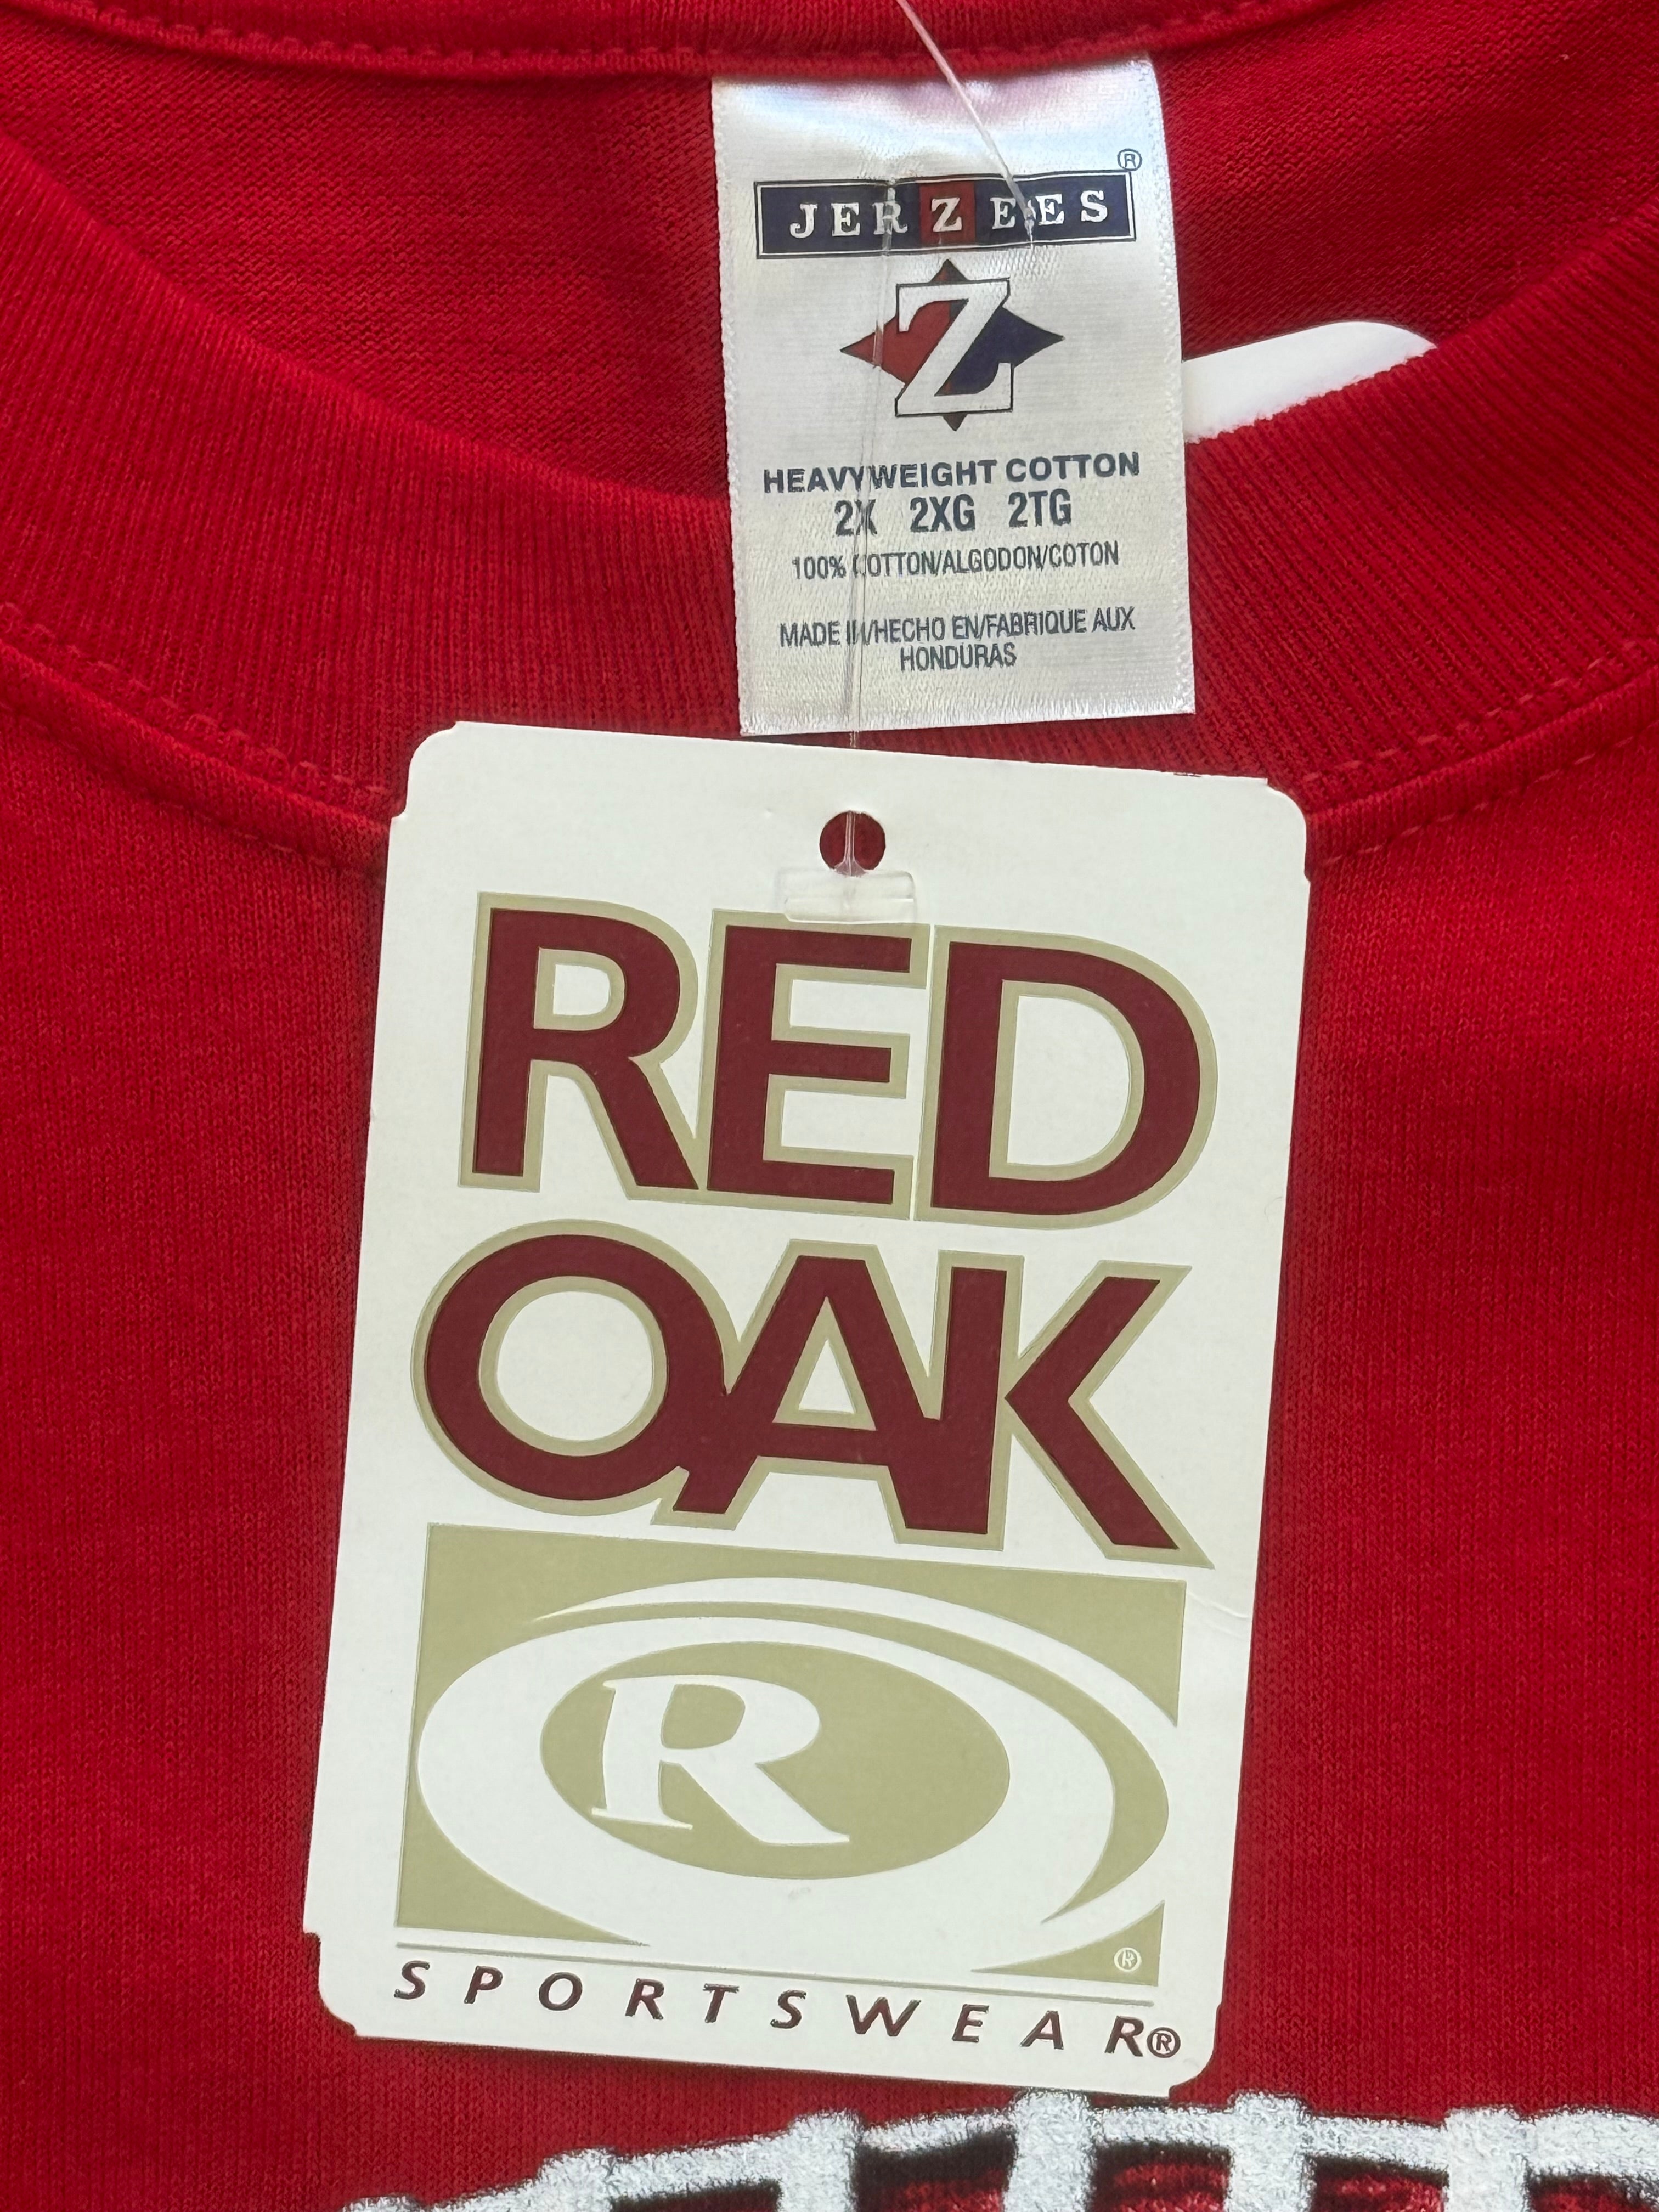 JERZEES®
Z
HEAVYWEIGHT COTTON
2X 2XG 2TG
100% COTTON/ALGODON/COTON
MADE IN/HECHO EN/FABRIQUE AUX
HONDURAS
RED
OAK
R
®
SPORTSWEAR®